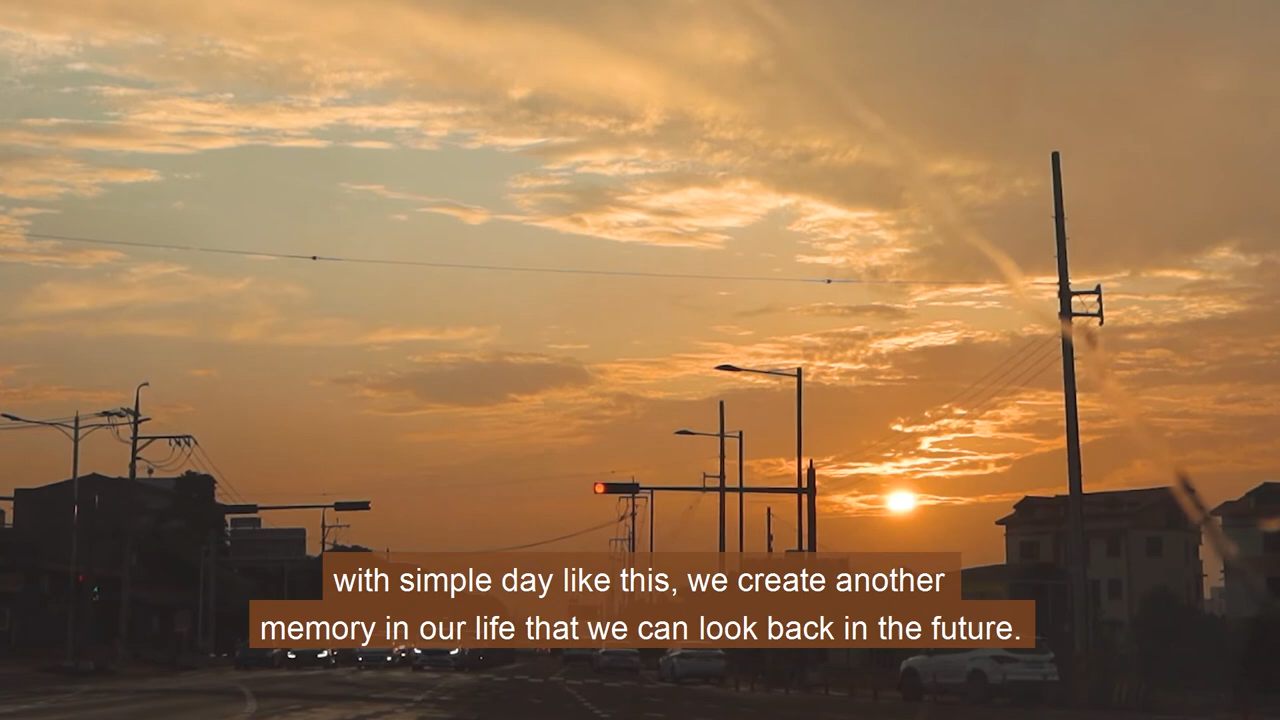 with simple day like this, we create another
memory in our life that we can look back in the future.